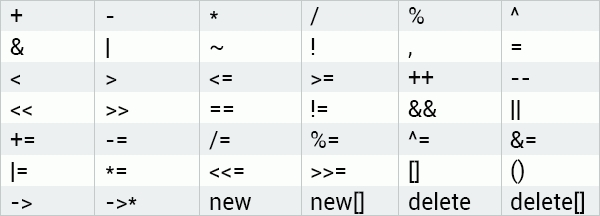 + - * / % ^
& | ~ ! , =
< > <= >= ++ --
<< >> == != && ||
+= -= /= %= ^= &=
|= *= <<= >>= [] ()
-> ->* new new[] delete delete[]